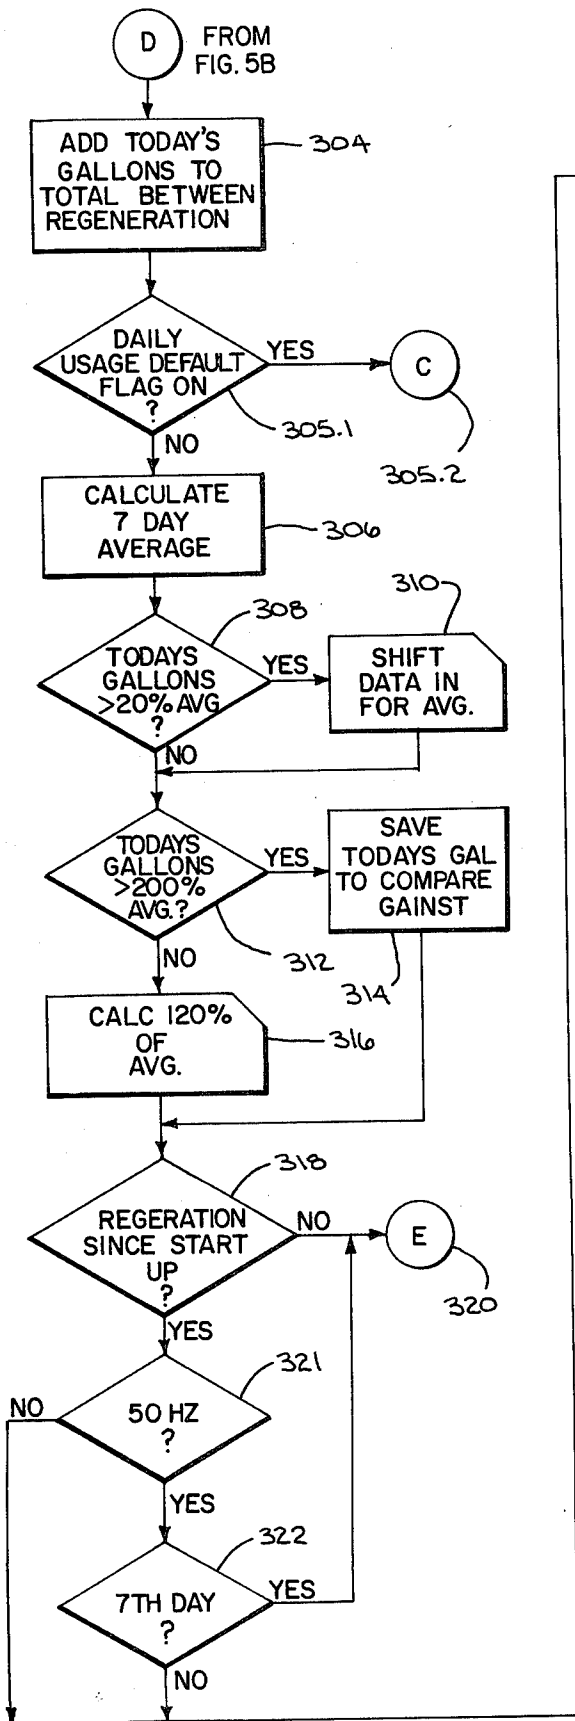 D
FROM
FIG. 5B
ADD TODAY'S
GALLONS TO
TOTAL BETWEEN
REGENERATION
304
DAILY
USAGE DEFAULT
FLAG ON
?
YES
C
305.1
305.2
NO
CALCULATE
7 DAY
AVERAGE
306
308
310
TODAYS
GALLONS
>20% AVG
?
YES
SHIFT
DATA IN
FOR AVG.
NO
TODAYS
GALLONS
>200%
AVG.?
YES
SAVE
TODAYS GAL
TO COMPARE
GAINST
312
314
NO
CALC 120%
OF
AVG.
316
318
REGERATION
SINCE START
UP
?
NO
E
320
YES
321
NO
50 HZ
?
YES
322
7TH DAY
?
YES
NO